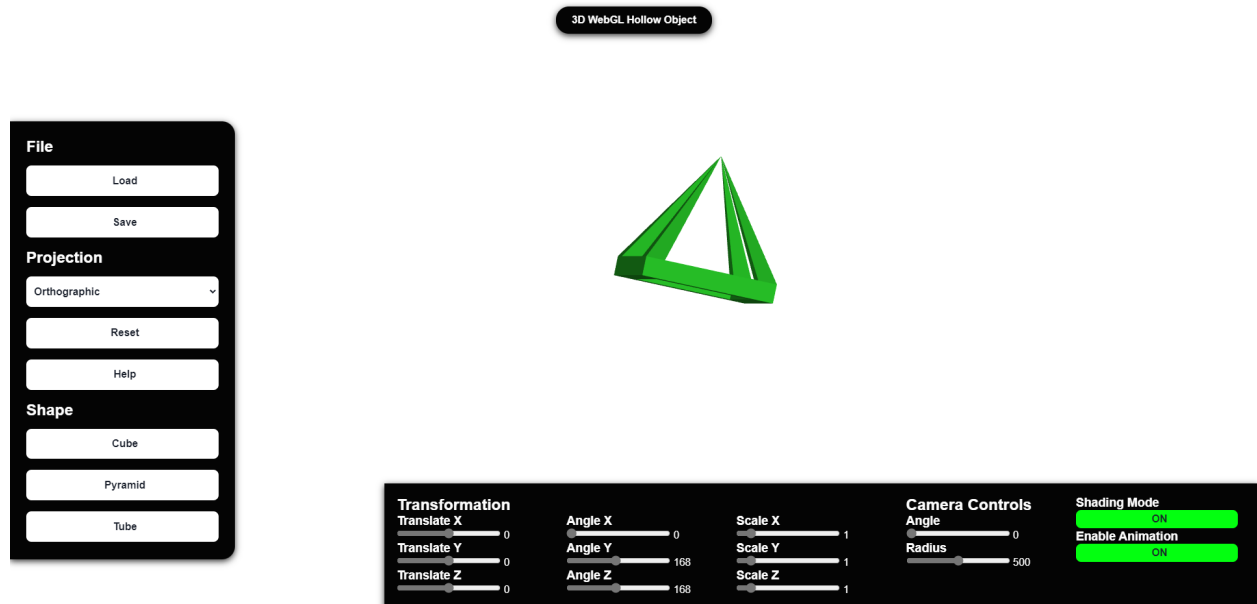 3D WebGL Hollow Object
File
Load
Save
Projection
Orthographic
Reset
Help
Shape
Cube
Pyramid
Tube
Transformation
Translate X
0
Translate Y
0
Translate Z
0
Angle X
0
Angle Y
168
Angle Z
168
Scale X
1
Scale Y
1
Scale Z
1
Camera Controls
Angle
0
Radius
500
Shading Mode
ON
Enable Animation
ON